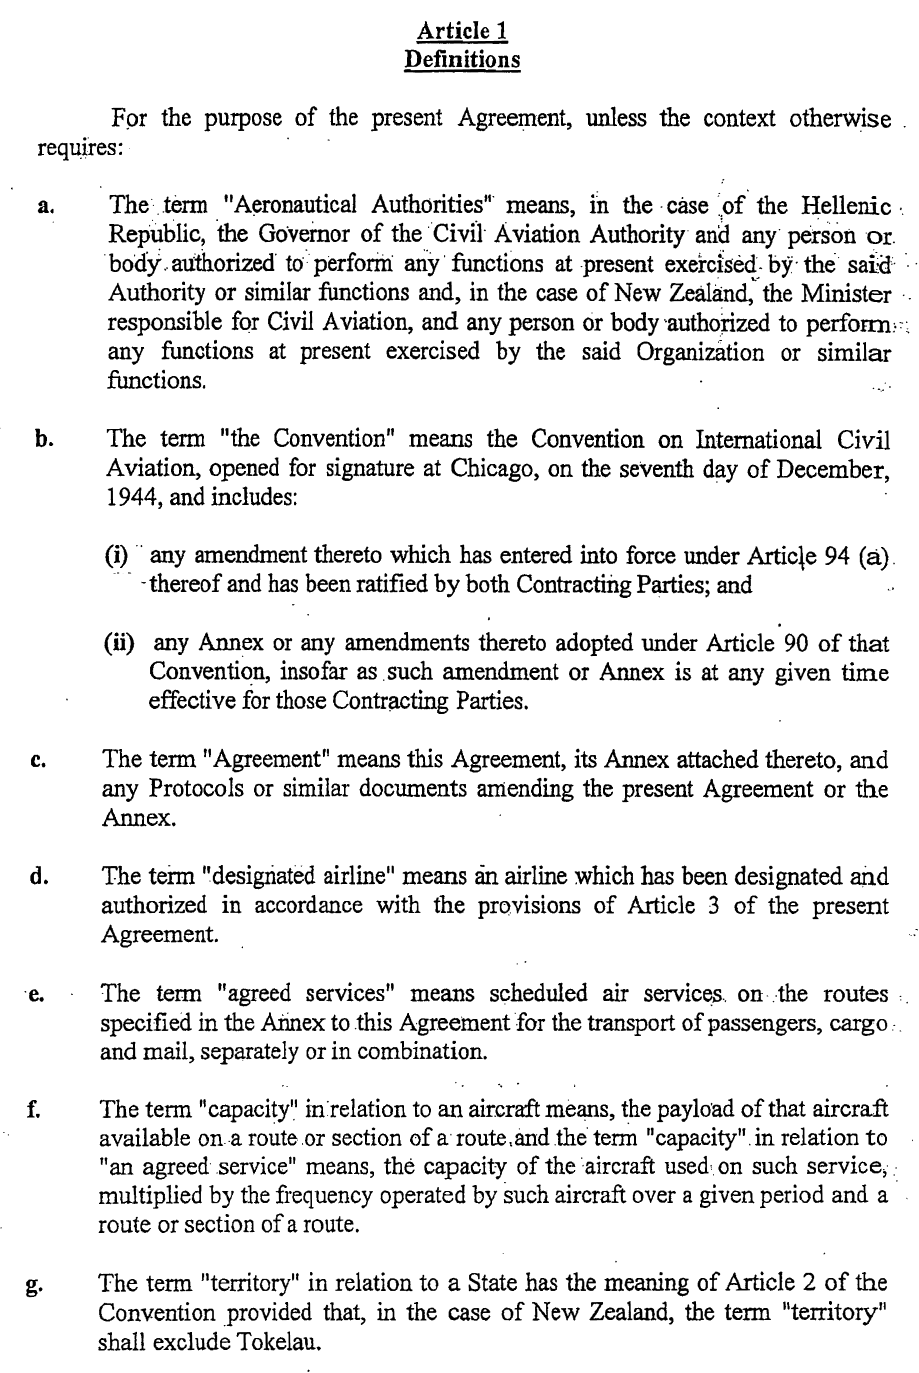 Article 1
Definitions
For the purpose of the present Agreement, unless the context otherwise
requires:
a. The term "Aeronautical Authorities" means, in the case of the Hellenic
Republic, the Governor of the Civil Aviation Authority and any person or
body authorized to perform any functions at present exercised by the said
Authority or similar functions and, in the case of New Zealand, the Minister
responsible for Civil Aviation, and any person or body authorized to perform
any functions at present exercised by the said Organization or similar
functions.
b. The term "the Convention" means the Convention on International Civil
Aviation, opened for signature at Chicago, on the seventh day of December,
1944, and includes:
(i) any amendment thereto which has entered into force under Article 94 (a)
thereof and has been ratified by both Contracting Parties; and
(ii) any Annex or any amendments thereto adopted under Article 90 of that
Convention, insofar as such amendment or Annex is at any given time
effective for those Contracting Parties.
c. The term "Agreement" means this Agreement, its Annex attached thereto, and
any Protocols or similar documents amending the present Agreement or the
Annex.
d. The term "designated airline" means an airline which has been designated and
authorized in accordance with the provisions of Article 3 of the present
Agreement.
e. The term "agreed services" means scheduled air services on the routes
specified in the Annex to this Agreement for the transport of passengers, cargo
and mail, separately or in combination.
f. The term "capacity" in relation to an aircraft means, the payload of that aircraft
available on a route or section of a route and the term "capacity" in relation to
"an agreed service" means, the capacity of the aircraft used on such service,
multiplied by the frequency operated by such aircraft over a given period and a
route or section of a route.
g. The term "territory" in relation to a State has the meaning of Article 2 of the
Convention provided that, in the case of New Zealand, the term "territory"
shall exclude Tokelau.